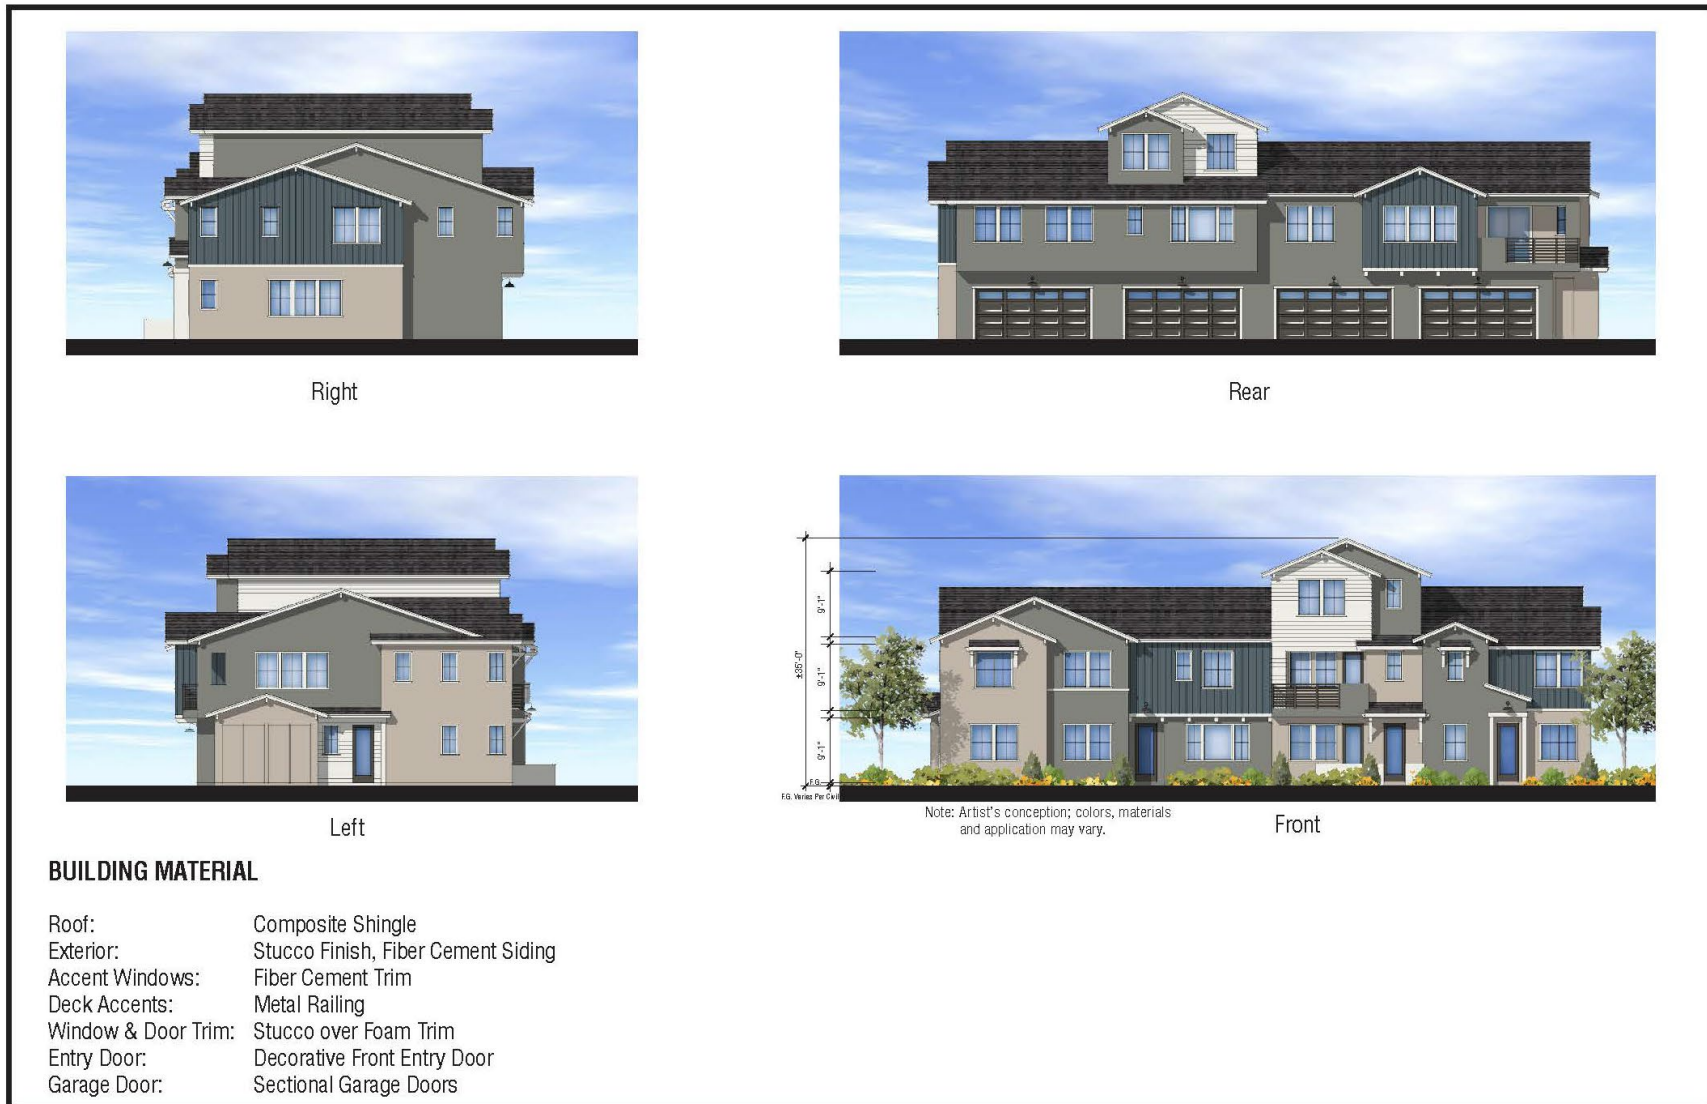 Right
Rear
Left
±35'-0"
9'-1"
9'-1"
9'-1"
F.G.
F.G. Varies Per Civil
Note: Artist's conception; colors, materials
and application may vary.
Front
BUILDING MATERIAL
Roof: Composite Shingle
Exterior: Stucco Finish, Fiber Cement Siding
Accent Windows: Fiber Cement Trim
Deck Accents: Metal Railing
Window & Door Trim: Stucco over Foam Trim
Entry Door: Decorative Front Entry Door
Garage Door: Sectional Garage Doors